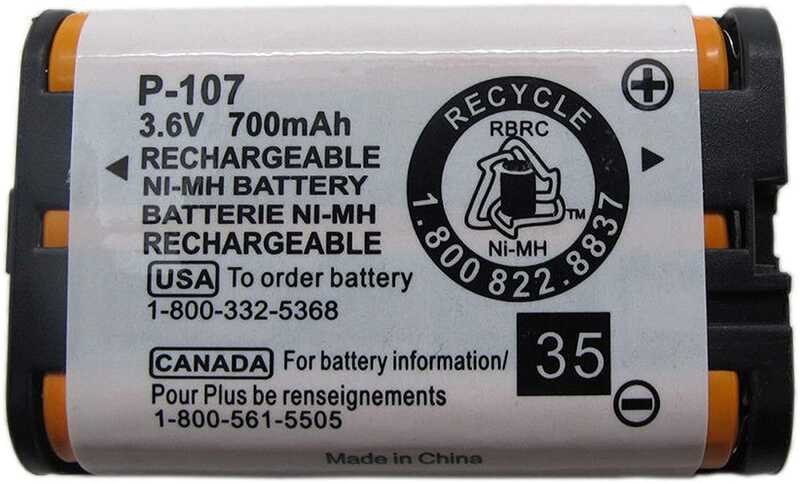 P-107
3.6V 700mAh
RECHARGEABLE
NI-MH BATTERY
BATTERIE NI-MH
RECHARGEABLE
USA To order battery
1-800-332-5368
CANADA For battery information/
Pour Plus be renseignements
1-800-561-5505
RECYCLE
RBRC
TM
Ni-MH
1.800.822.8837
35
Made in China